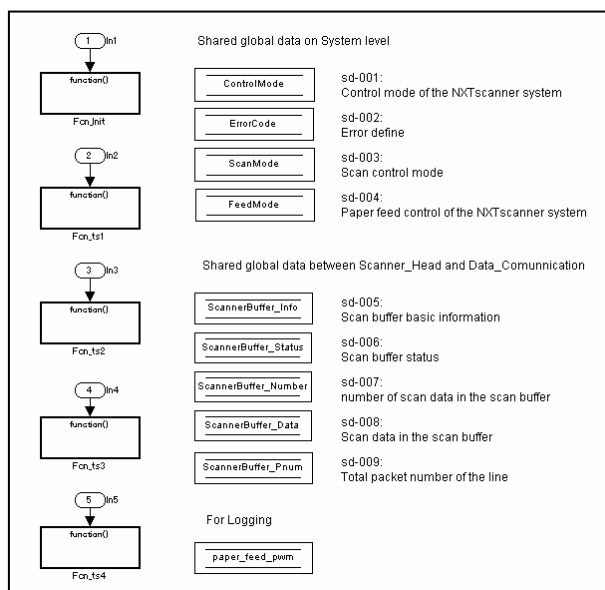 1 In1
function()
Fcn_Init
2 In2
function()
Fcn_ts1
3 In3
function()
Fcn_ts2
4 In4
function()
Fcn_ts3
5 In5
function()
Fcn_ts4
Shared global data on System level
ControlMode
sd-001:
Control mode of the NXTscanner system
ErrorCode
sd-002:
Error define
ScanMode
sd-003:
Scan control mode
FeedMode
sd-004:
Paper feed control of the NXTscanner system
Shared global data between Scanner_Head and Data_Comunnication
ScannerBuffer_Info
sd-005:
Scan buffer basic information
ScannerBuffer_Status
sd-006:
Scan buffer status
ScannerBuffer_Number
sd-007:
number of scan data in the scan buffer
ScannerBuffer_Data
sd-008:
Scan data in the scan buffer
ScannerBuffer_Pnum
sd-009:
Total packet number of the line
For Logging
paper_feed_pwm